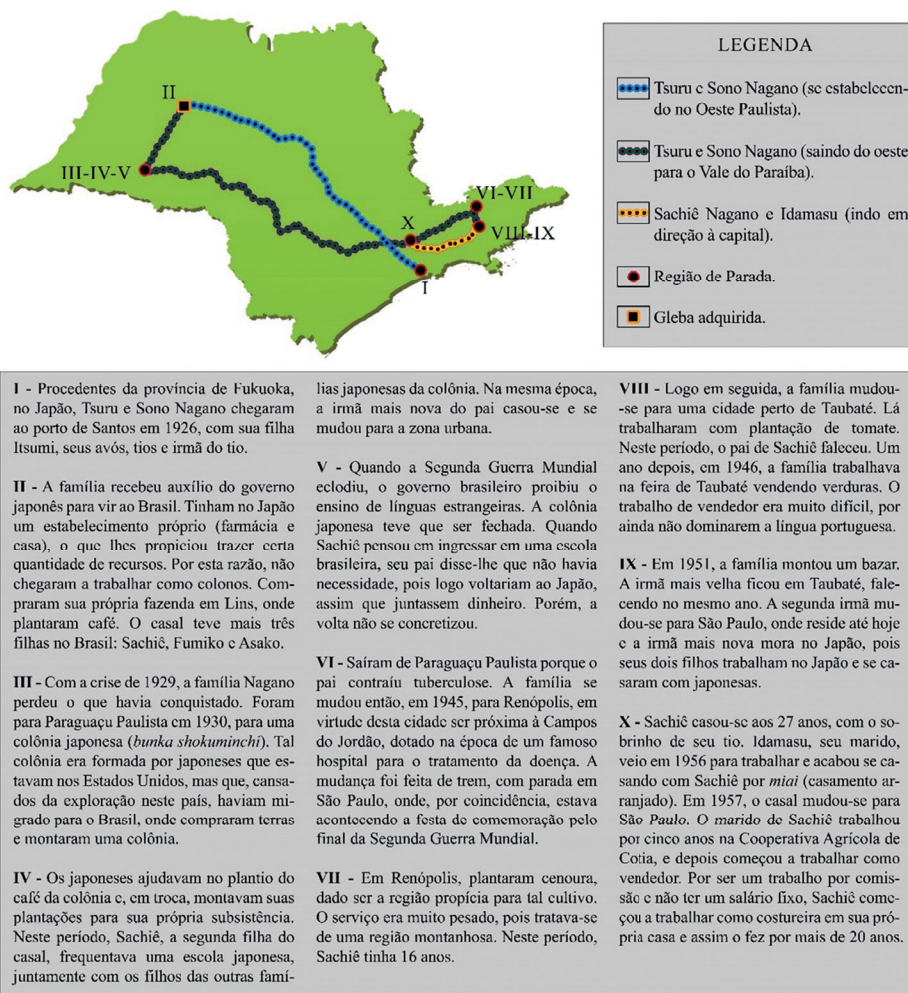 II
III-IV-V
VI-VII
X
VIII-IX
I
LEGENDA
Tsuru e Sono Nagano (se estabelecen-
do no Oeste Paulista).
Tsuru e Sono Nagano (saindo do oeste
para o Vale do Paraíba).
Sachiê Nagano e Idamasu (indo em
direção à capital).
Região de Parada.
Gleba adquirida.
I - Procedentes da província de Fukuoka,
no Japão, Tsuru e Sono Nagano chegaram
ao porto de Santos em 1926, com sua filha
Itsumi, seus avós, tios e irmã do tio.
II - A família recebeu auxílio do governo
japonês para vir ao Brasil. Tinham no Japão
um estabelecimento próprio (farmácia e
casa), o que lhes propiciou trazer certa
quantidade de recursos. Por esta razão, não
chegaram a trabalhar como colonos. Com-
praram sua própria fazenda em Lins, onde
plantaram café. O casal teve mais três
filhas no Brasil: Sachiê, Fumiko e Asako.
III - Com a crise de 1929, a família Nagano
perdeu o que havia conquistado. Foram
para Paraguaçu Paulista em 1930, para uma
colônia japonesa (bunka shokuminchi). Tal
colônia era formada por japoneses que es-
tavam nos Estados Unidos, mas que, cansa-
dos da exploração neste país, haviam mi-
grado para o Brasil, onde compraram terras
e montaram uma colônia.
IV - Os japoneses ajudavam no plantio do
café da colônia e, em troca, montavam suas
plantações para sua própria subsistência.
Neste período, Sachiê, a segunda filha do
casal, frequentava uma escola japonesa,
juntamente com os filhos das outras famí-
lias japonesas da colônia. Na mesma época,
a irmã mais nova do pai casou-se e se
mudou para a zona urbana.
V - Quando a Segunda Guerra Mundial
eclodiu, o governo brasileiro proibiu o
ensino de línguas estrangeiras. A colônia
japonesa teve que ser fechada. Quando
Sachiê pensou em ingressar em uma escola
brasileira, seu pai disse-lhe que não havia
necessidade, pois logo voltariam ao Japão,
assim que juntassem dinheiro. Porém, a
volta não se concretizou.
VI - Saíram de Paraguaçu Paulista porque o
pai contraíu tuberculose. A família se
mudou então, em 1945, para Renópolis, em
virtude desta cidade ser próxima à Campos
do Jordão, dotado na época de um famoso
hospital para o tratamento da doença. A
mudança foi feita de trem, com parada em
São Paulo, onde, por coincidência, estava
acontecendo a festa de comemoração pelo
final da Segunda Guerra Mundial.
VII - Em Renópolis, plantaram cenoura,
dado ser a região propícia para tal cultivo.
O serviço era muito pesado, pois tratava-se
de uma região montanhosa. Neste período,
Sachiê tinha 16 anos.
VIII - Logo em seguida, a família mudou-
-se para uma cidade perto de Taubaté. Lá
trabalharam com plantação de tomate.
Neste período, o pai de Sachiê faleceu. Um
ano depois, em 1946, a família trabalhava
na feira de Taubaté vendendo verduras. O
trabalho de vendedor era muito difícil, por
ainda não dominarem a língua portuguesa.
IX - Em 1951, a família montou um bazar.
A irmã mais velha ficou em Taubaté, fale-
cendo no mesmo ano. A segunda irmã mu-
dou-se para São Paulo, onde reside até hoje
e a irmã mais nova mora no Japão, pois
seus dois filhos trabalham no Japão e se ca-
saram com japonesas.
X - Sachiê casou-se aos 27 anos, com o so-
brinho de seu tio. Idamasu, seu marido,
veio em 1956 para trabalhar e acabou se ca-
sando com Sachiê por miai (casamento ar-
ranjado). Em 1957, o casal mudou-se para
São Paulo. O marido de Sachiê trabalhou
por cinco anos na Cooperativa Agrícola de
Cotia, e depois começou a trabalhar como
vendedor. Por ser um trabalho por comis-
são e não ter um salário fixo, Sachiê come-
çou a trabalhar como costureira em sua pró-
pria casa e assim o fez por mais de 20 anos.